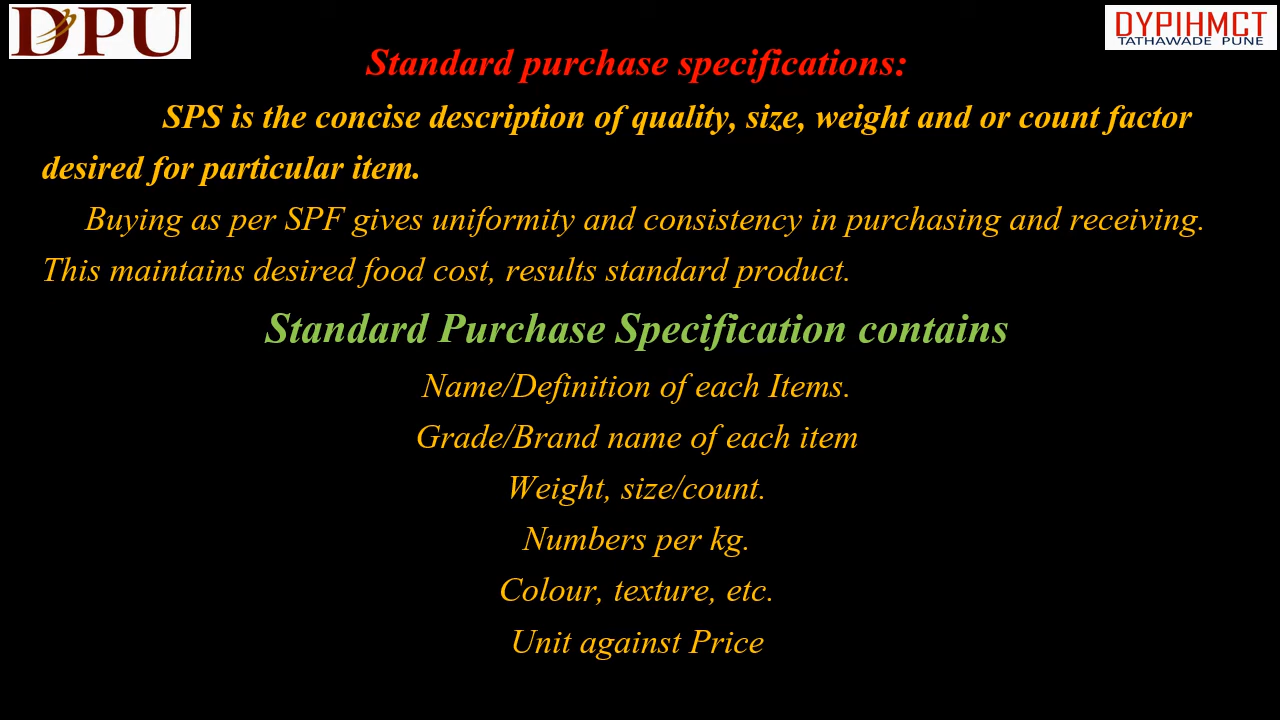 DPU
DYPIHMCT
TATHAWADE PUNE
Standard purchase specifications:
SPS is the concise description of quality, size, weight and or count factor
desired for particular item.
Buying as per SPF gives uniformity and consistency in purchasing and receiving.
This maintains desired food cost, results standard product.
Standard Purchase Specification contains
Name/Definition of each Items.
Grade/Brand name of each item
Weight, size/count.
Numbers per kg.
Colour, texture, etc.
Unit against Price